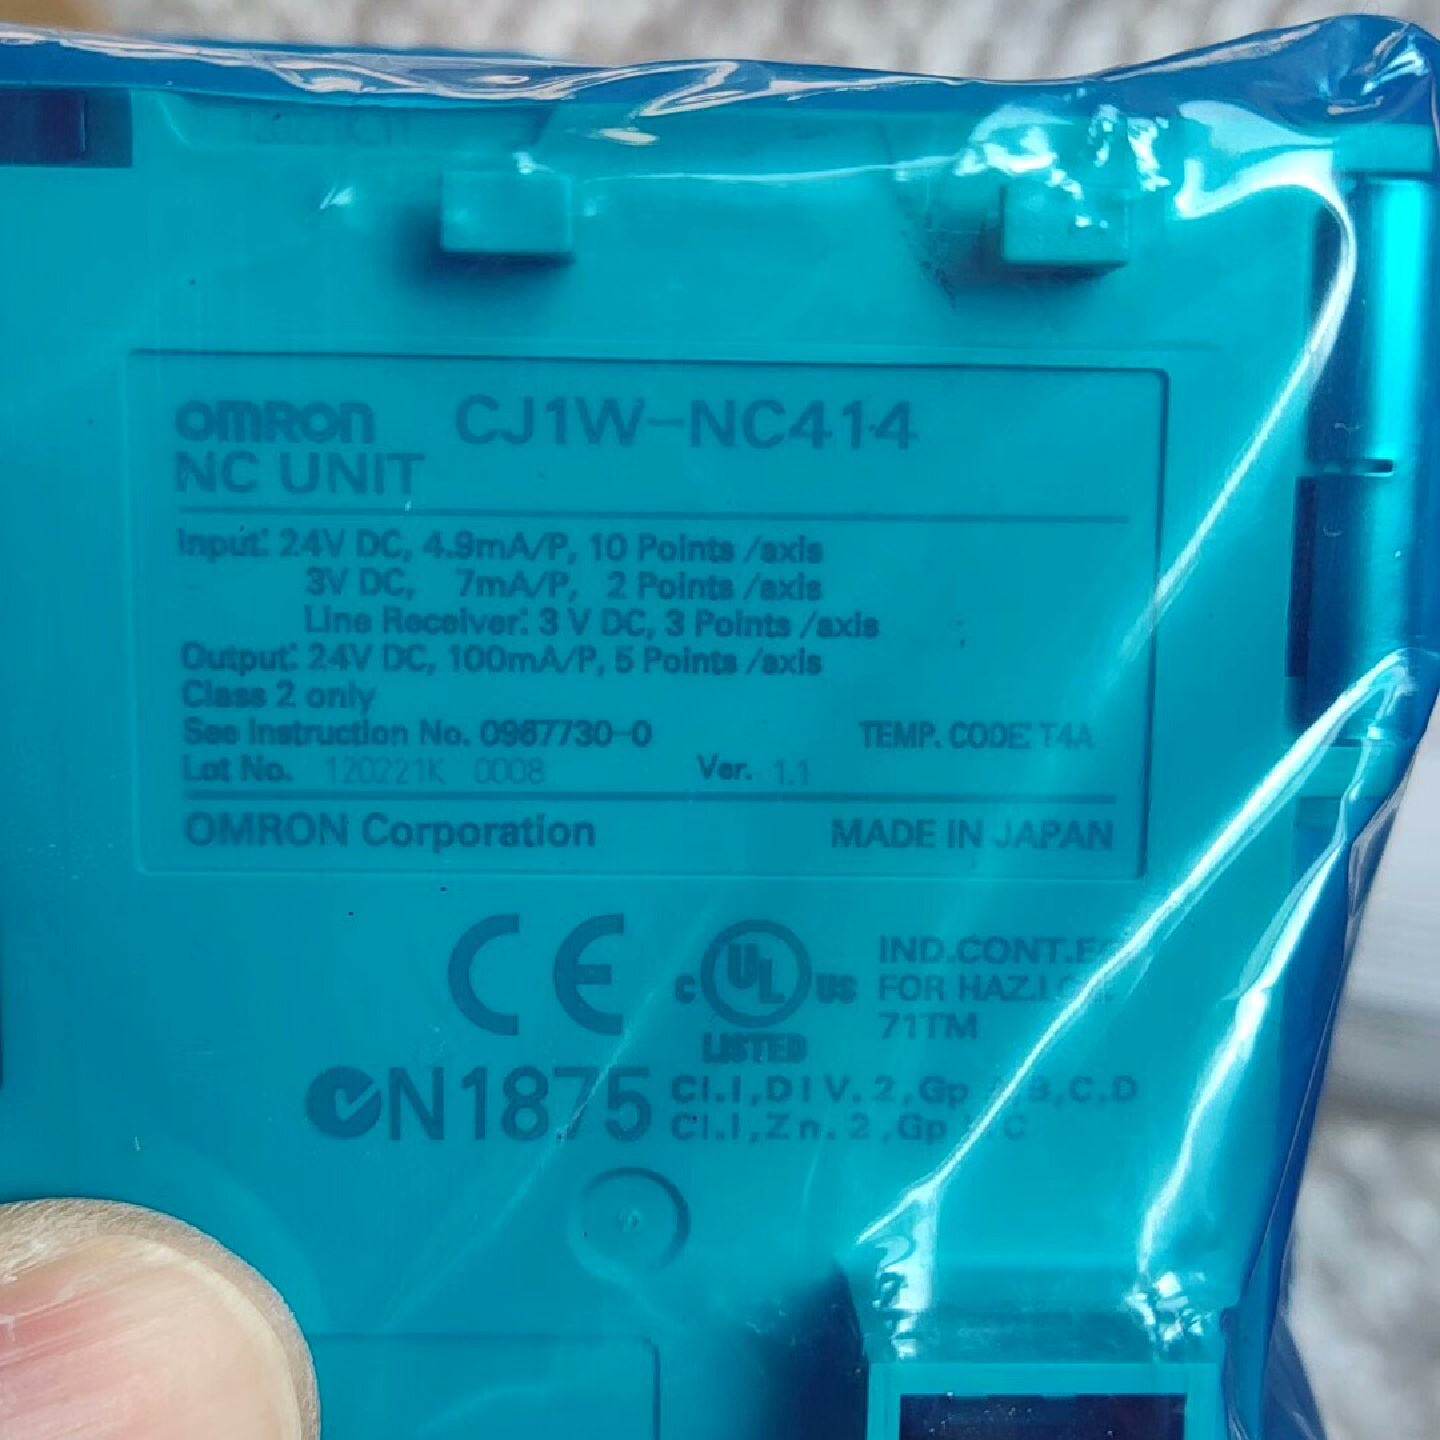 OMRON CJ1W-NC414
NC UNIT
Input: 24V DC, 4.9mA/P, 10 Points /axis
3V DC, 7mA/P, 2 Points /axis
Line Receiver: 3 V DC, 3 Points /axis
Output: 24V DC, 100mA/P, 5 Points /axis
Class 2 only
See Instruction No. 0987730-0 TEMP. CODE T4A
Lot No. 120221K 0008 Ver. 1.1
OMRON Corporation MADE IN JAPAN
CE
c UL US IND.CONT.
FOR HAZ.
LISTED 71TM
N1875
Cl.I,DIV.2,Gp B,C,D
Cl.I,Zn.2,Gp C